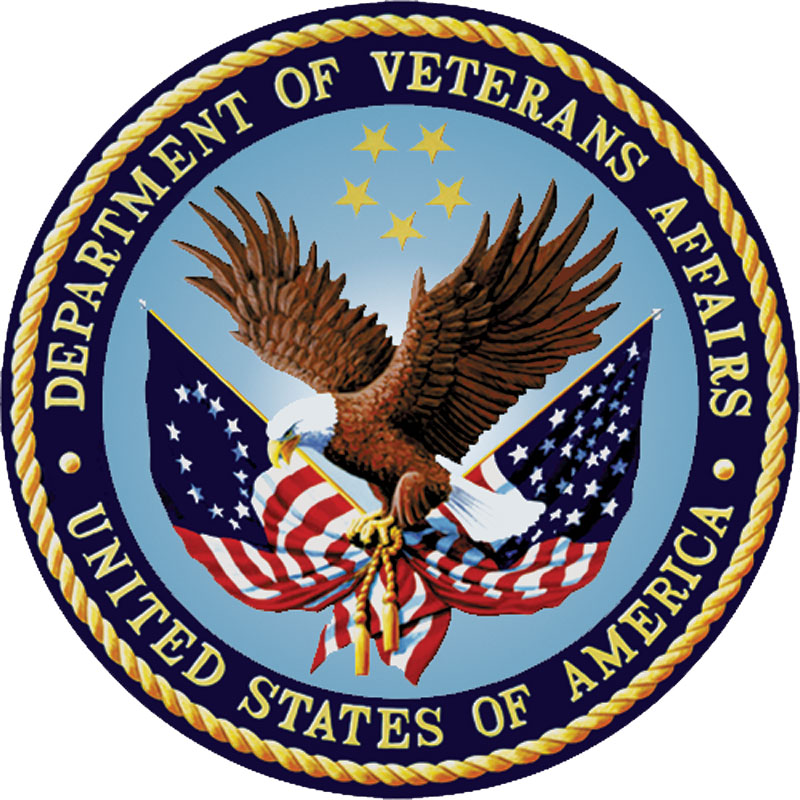 DEPARTMENT OF VETERANS AFFAIRS
UNITED STATES OF AMERICA